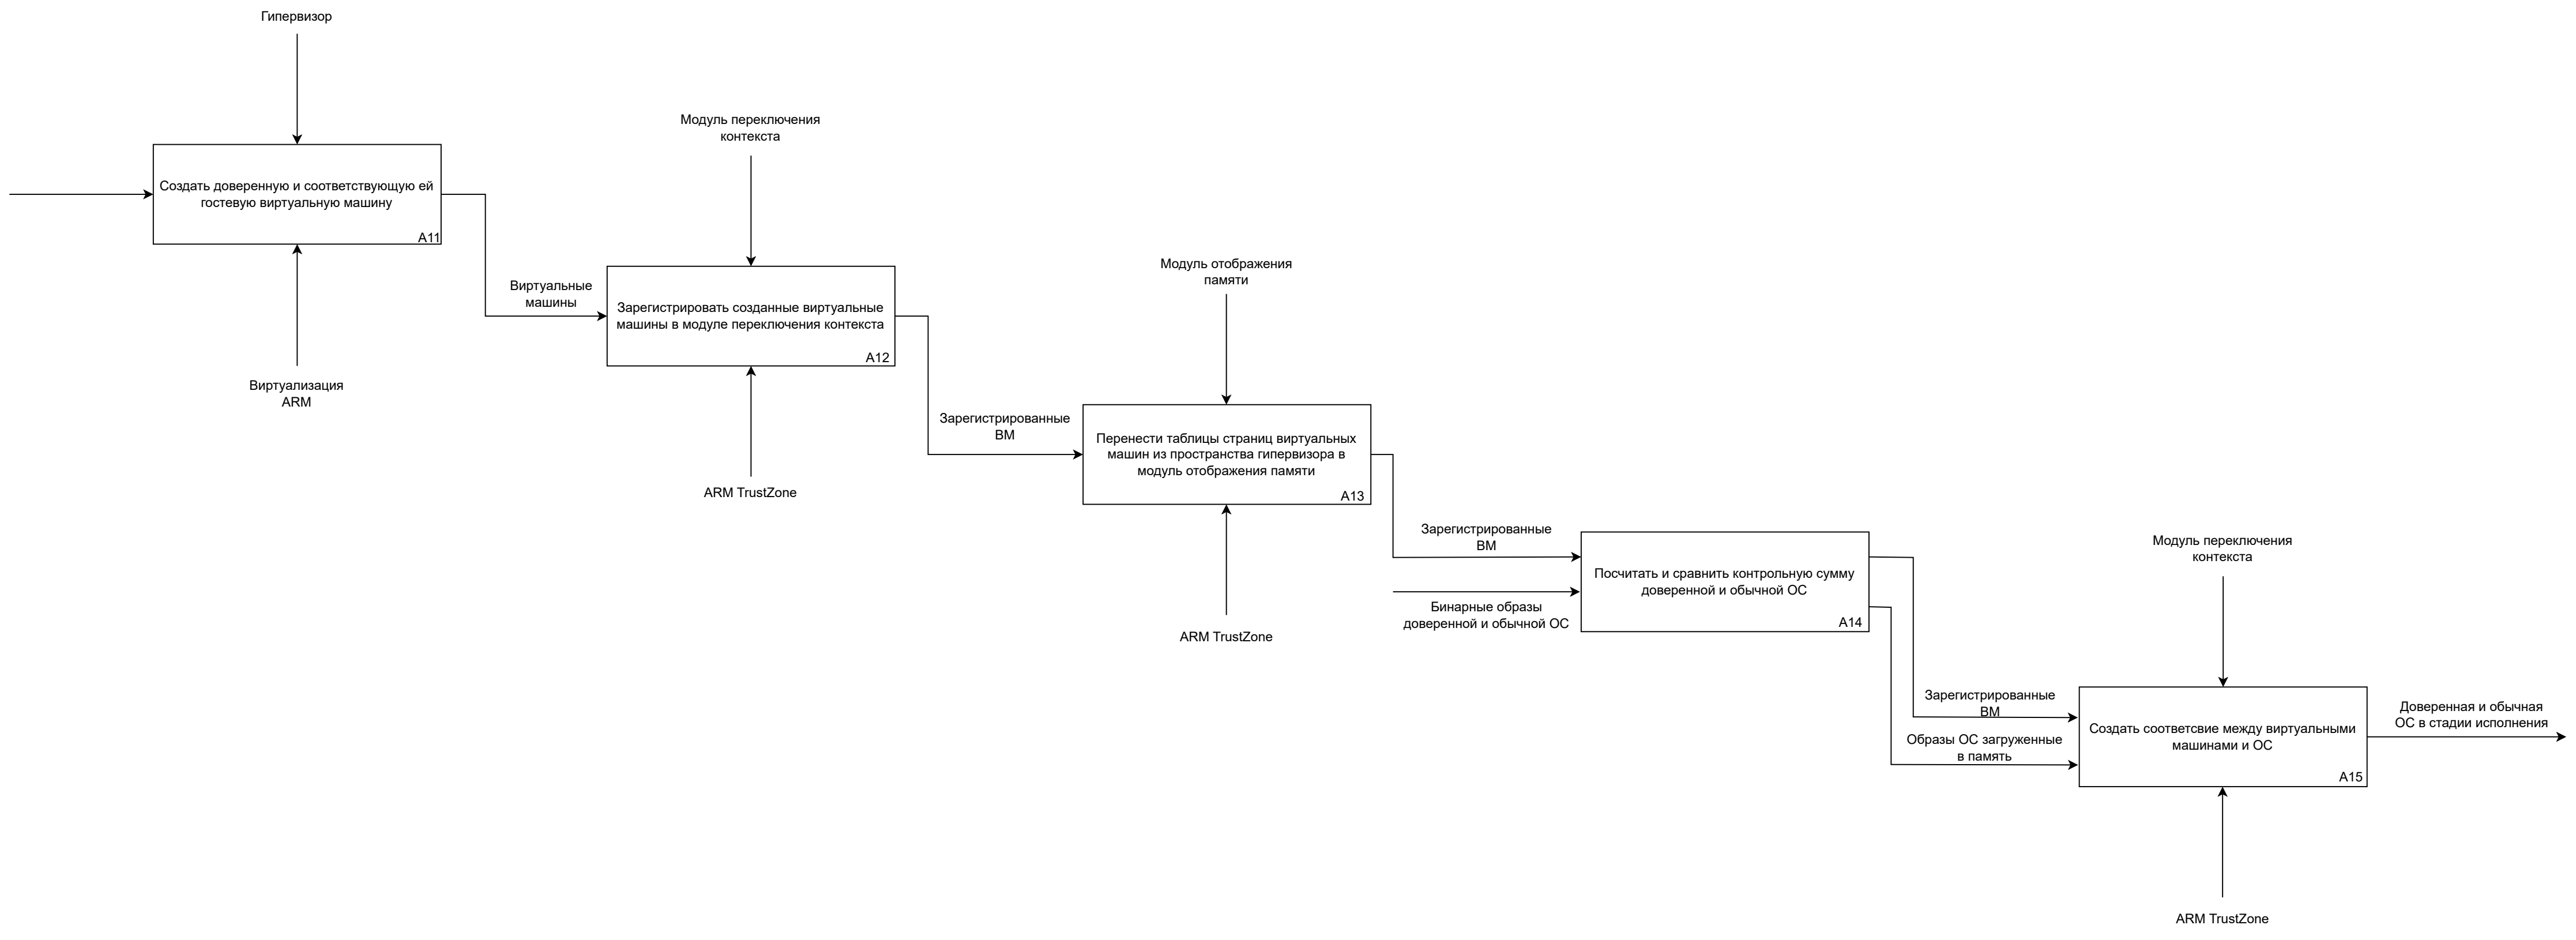 Гипервизор
Создать доверенную и соответствующую ей
гостевую виртуальную машину
A11
Виртуализация
ARM
Виртуальные
машины
Модуль переключения
контекста
Зарегистрировать созданные виртуальные
машины в модуле переключения контекста
A12
ARM TrustZone
Зарегистрированные
ВМ
Модуль отображения
памяти
Перенести таблицы страниц виртуальных
машин из пространства гипервизора в
модуль отображения памяти
A13
ARM TrustZone
Зарегистрированные
ВМ
Бинарные образы
доверенной и обычной ОС
Посчитать и сравнить контрольную сумму
доверенной и обычной ОС
A14
Зарегистрированные
ВМ
Образы ОС загруженные
в память
Модуль переключения
контекста
Создать соответсвие между виртуальными
машинами и ОС
A15
ARM TrustZone
Доверенная и обычная
ОС в стадии исполнения